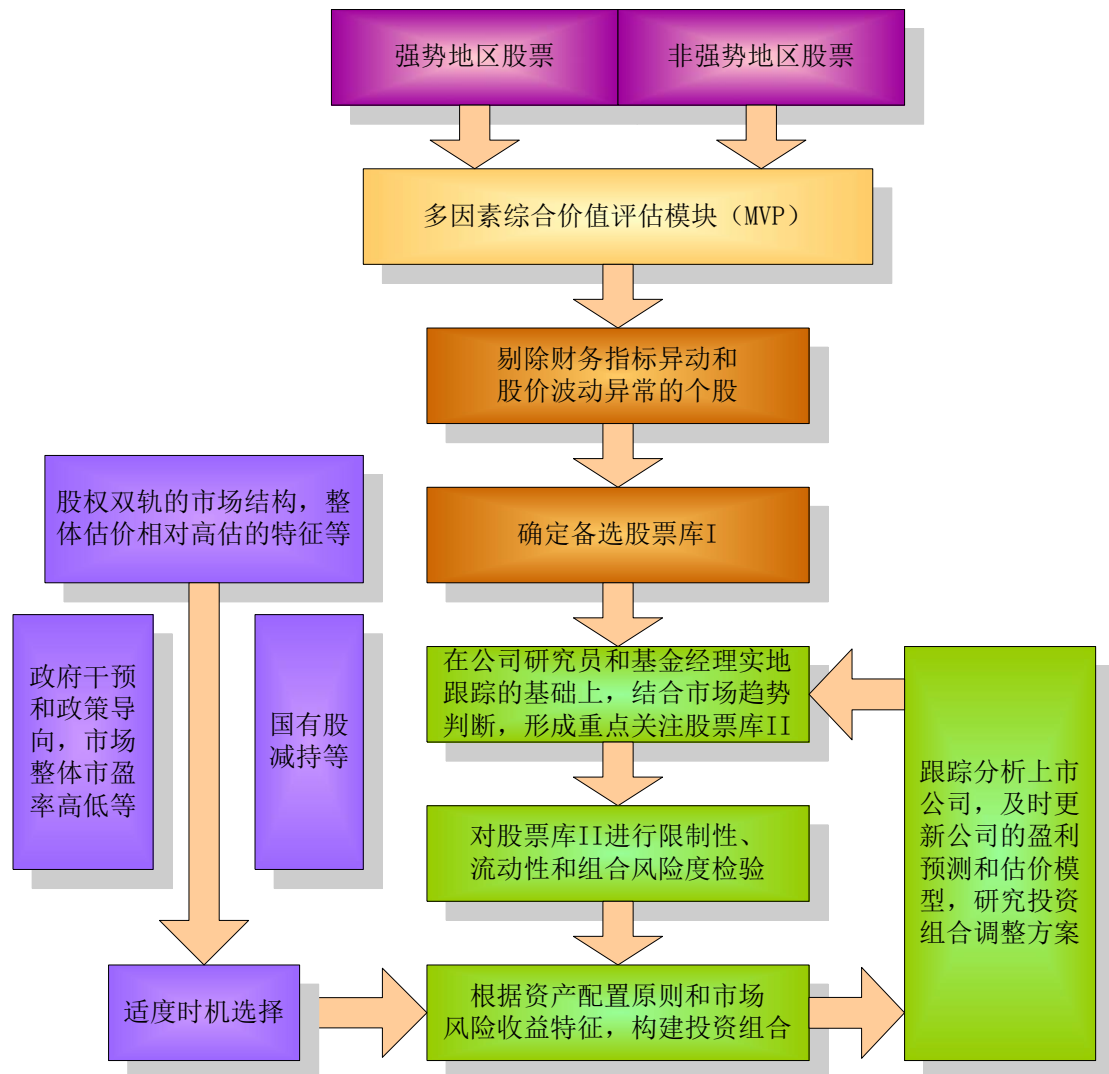 强势地区股票
非强势地区股票
多因素综合价值评估模块（MVP）
剔除财务指标异动和
股价波动异常的个股
确定备选股票库I
股权双轨的市场结构，整
体估价相对高估的特征等
政府干预
和政策导
向，市场
整体市盈
率高低等
国有股
减持等
适度时机选择
在公司研究员和基金经理实地
跟踪的基础上，结合市场趋势
判断，形成重点关注股票库II
对股票库II进行限制性、
流动性和组合风险度检验
根据资产配置原则和市场
风险收益特征，构建投资组合
跟踪分析上市
公司，及时更
新公司的盈利
预测和估价模
型，研究投资
组合调整方案